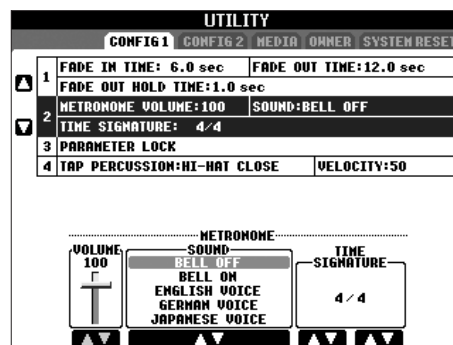 UTILITY
CONFIG 1 CONFIG 2 MEDIA OWNER SYSTEM RESET
1 FADE IN TIME: 6.0 sec FADE OUT TIME:12.0 sec
FADE OUT HOLD TIME:1.0 sec
2 METRONOME VOLUME:100 SOUND:BELL OFF
TIME SIGNATURE: 4/4
3 PARAMETER LOCK
4 TAP PERCUSSION:HI-HAT CLOSE VELOCITY:50
METRONOME
VOLUME SOUND TIME SIGNATURE
100 BELL OFF
BELL ON
ENGLISH VOICE
GERMAN VOICE 4/4
JAPANESE VOICE